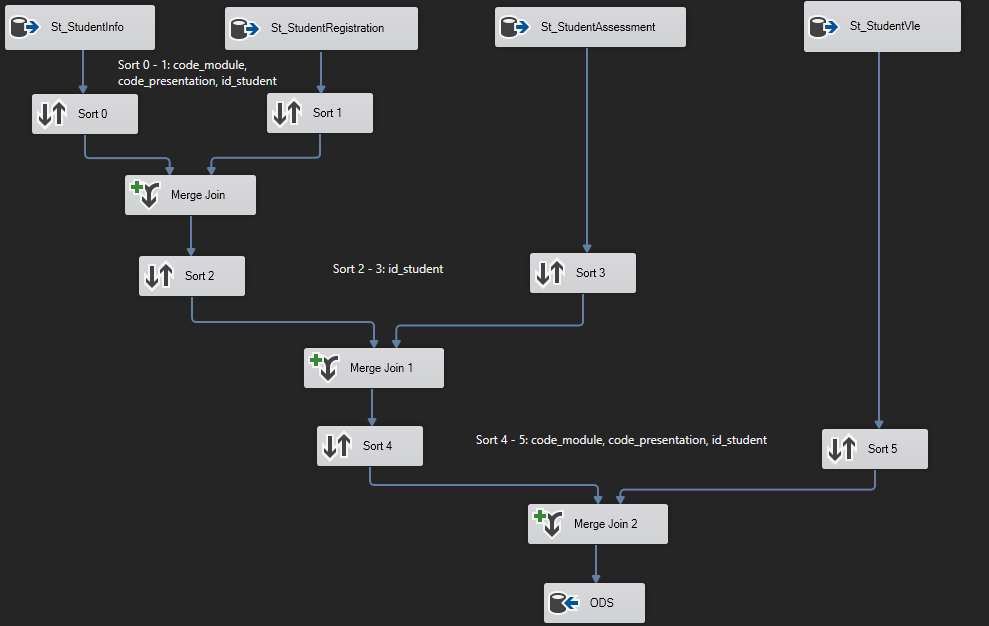 St_StudentInfo
St_StudentRegistration
St_StudentAssessment
St_StudentVle
Sort 0 - 1: code_module,
code_presentation, id_student
Sort 0
Sort 1
Merge Join
Sort 2
Sort 2 - 3: id_student
Sort 3
Merge Join 1
Sort 4
Sort 4 - 5: code_module, code_presentation, id_student
Sort 5
Merge Join 2
ODS